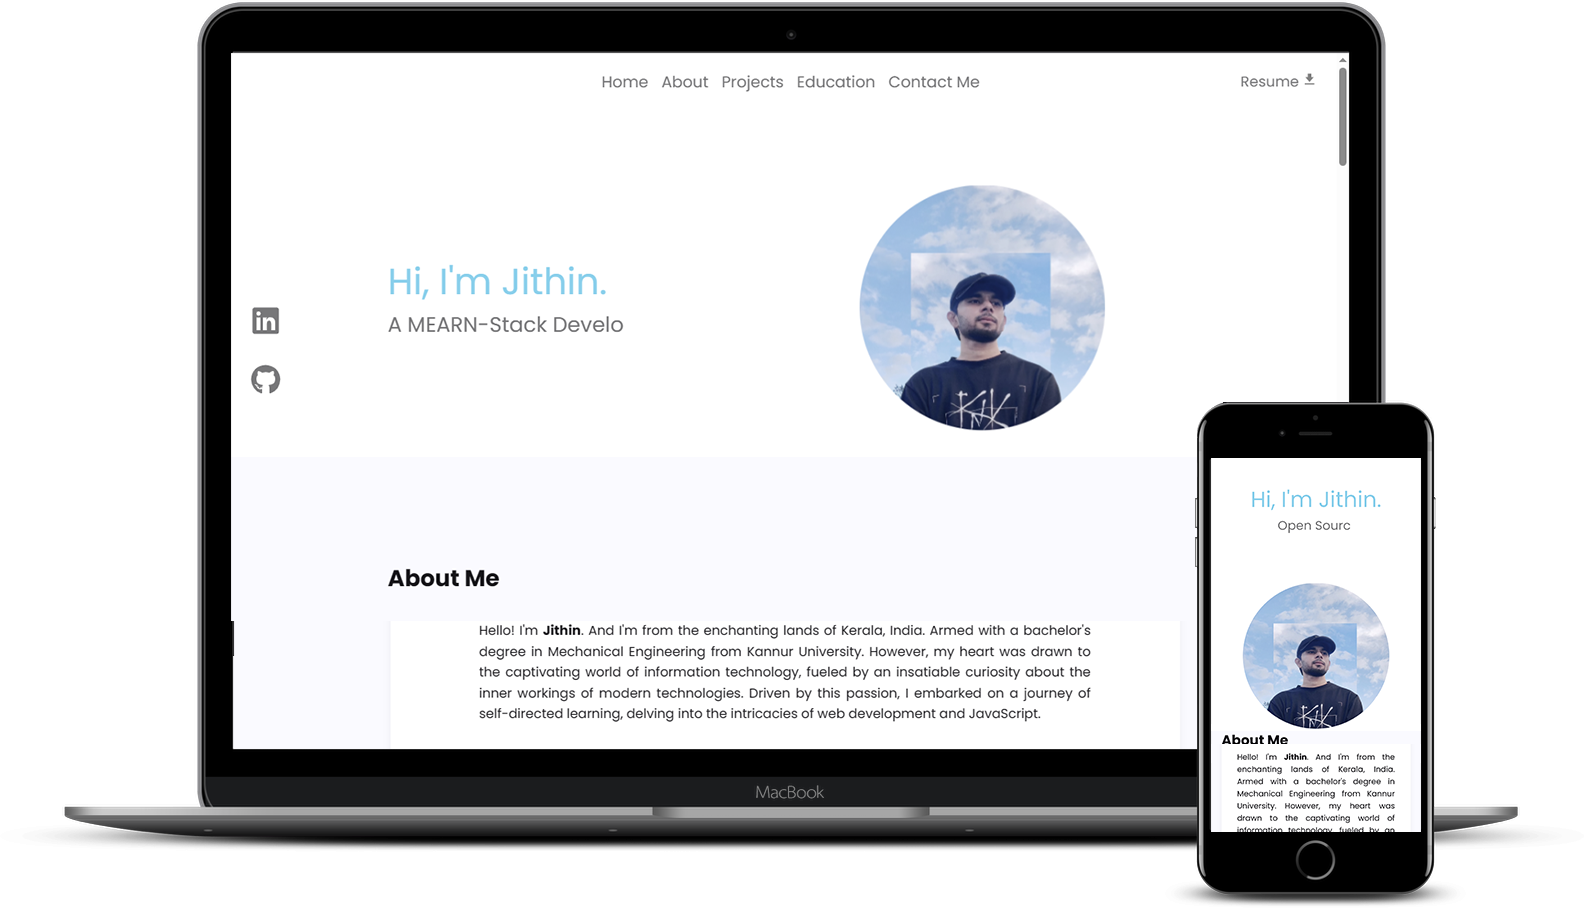 Home About Projects Education Contact Me
Resume
Hi, I'm Jithin.
A MEARN-Stack Develo
in
About Me
Hello! I'm Jithin. And I'm from the enchanting lands of Kerala, India. Armed with a bachelor's
degree in Mechanical Engineering from Kannur University. However, my heart was drawn to
the captivating world of information technology, fueled by an insatiable curiosity about the
inner workings of modern technologies. Driven by this passion, I embarked on a journey of
self-directed learning, delving into the intricacies of web development and JavaScript.
MacBook
Hi, I'm Jithin.
Open Sourc
About Me
Hello! I'm Jithin. And I'm from the
enchanting lands of Kerala, India.
Armed with a bachelor's degree in
Mechanical Engineering from Kannur
University. However, my heart was
drawn to the captivating world of
information technology, fueled by an